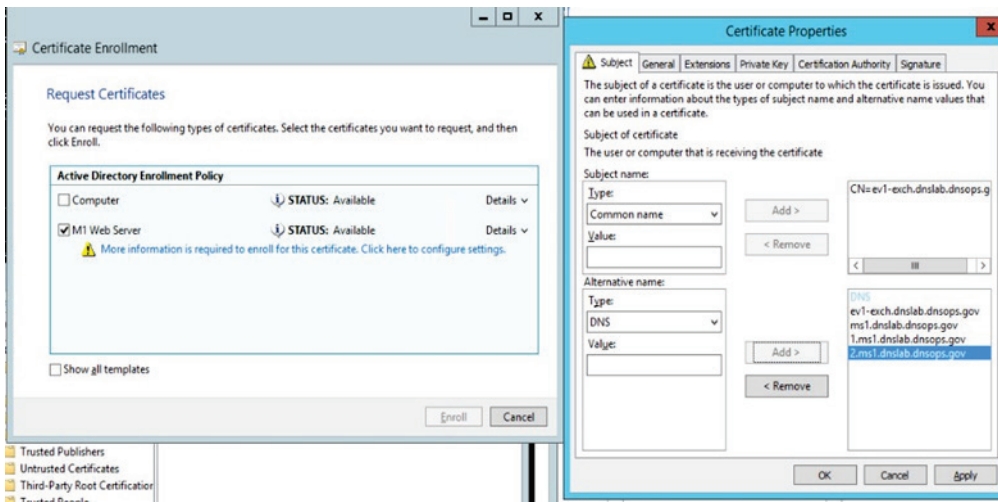 Certificate Enrollment
Request Certificates
You can request the following types of certificates. Select the certificates you want to request, and then
click Enroll.
Active Directory Enrollment Policy
Computer STATUS: Available Details
M1 Web Server STATUS: Available Details
More information is required to enroll for this certificate. Click here to configure settings.
Show all templates
Enroll Cancel
Trusted Publishers
Untrusted Certificates
Third-Party Root Certification
Trusted People
Certificate Properties
Subject General Extensions Private Key Certification Authority Signature
The subject of a certificate is the user or computer to which the certificate is issued. You
can enter information about the types of subject name and alternative name values that
can be used in a certificate.
Subject of certificate
The user or computer that is receiving the certificate
Subject name:
Type:
Common name
Value:
Add >
< Remove
CN=ev1-exch.dnslab.dnsops.g
Alternative name:
Type:
DNS
Value:
Add >
< Remove
DNS
ev1-exch.dnslab.dnsops.gov
ms1.dnslab.dnsops.gov
1.ms1.dnslab.dnsops.gov
2.ms1.dnslab.dnsops.gov
OK Cancel Apply